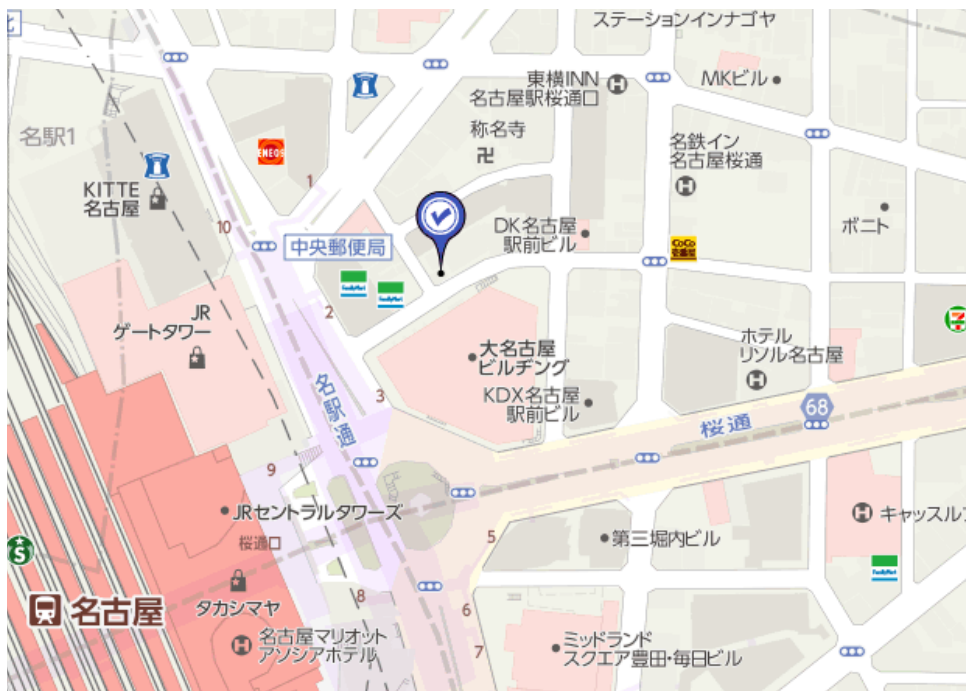 北
ステーションインナゴヤ
東横INN
名古屋駅桜通口
MKビル
名駅1
称名寺
卍
名鉄イン
名古屋桜通
ENEOS
KITTE
名古屋
1
10
中央郵便局
DK名古屋
駅前ビル
CoCo
壱番屋
ボニト
FamilyMart
FamilyMart
2
JR
ゲートタワー
大名古屋
ビルヂング
ホテル
リソル名古屋
7
KDX名古屋
駅前ビル
3
名駅通
68
桜通
9
JRセントラルタワーズ
桜通口
5
第三堀内ビル
キャッスルプ
FamilyMart
S
タカシマヤ
8
6
名古屋
名古屋マリオット
アソシアホテル
7
ミッドランド
スクエア豊田・毎日ビル